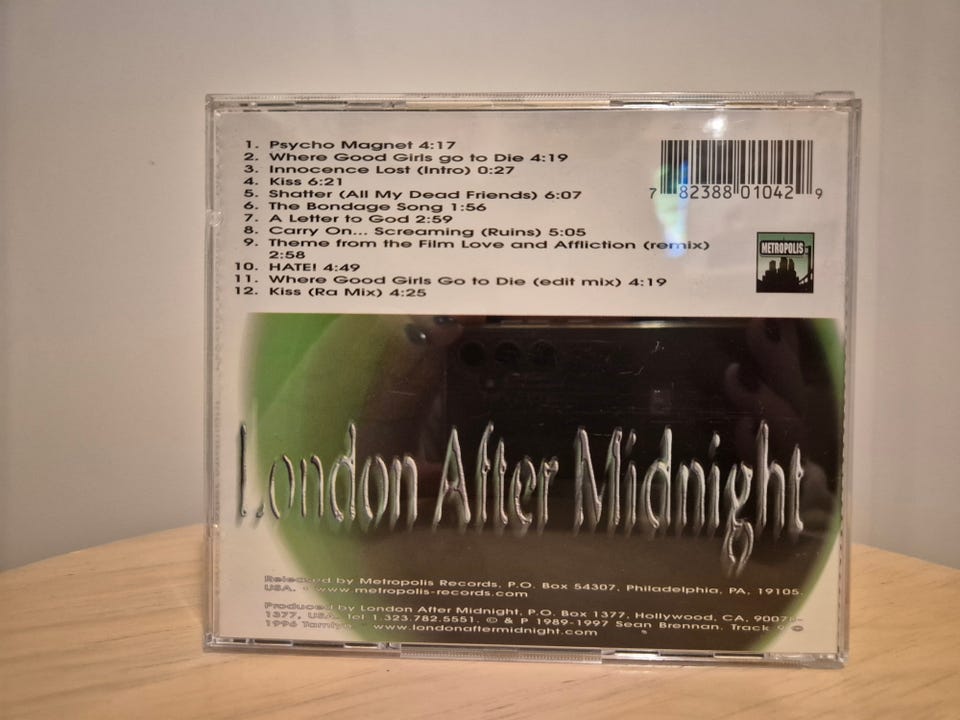 1. Psycho Magnet 4:17
2. Where Good Girls go to Die 4:19
3. Innocence Lost (Intro) 0:27
4. Kiss 6:21
5. Shatter (All My Dead Friends) 6:07
6. The Bondage Song 1:56
7. A Letter to God 2:59
8. Carry On... Screaming (Ruins) 5:05
9. Theme from the Film Love and Affliction (remix)
2:58
10. HATE! 4:49
11. Where Good Girls Go to Die (edit mix) 4:19
12. Kiss (Ra Mix) 4:25
7 82388 01042 9
METROPOLIS
London After Midnight
Released by Metropolis Records, P.O. Box 54307, Philadelphia, PA, 19105,
USA. www.metropolis-records.com
Produced by London After Midnight, P.O. Box 1377, Hollywood, CA, 90078-
1377, USA. Tel 1.323.782.5551. © & P 1989-1997 Sean Brennan. Track 9 ©
1996 www.londonaftermidnight.com